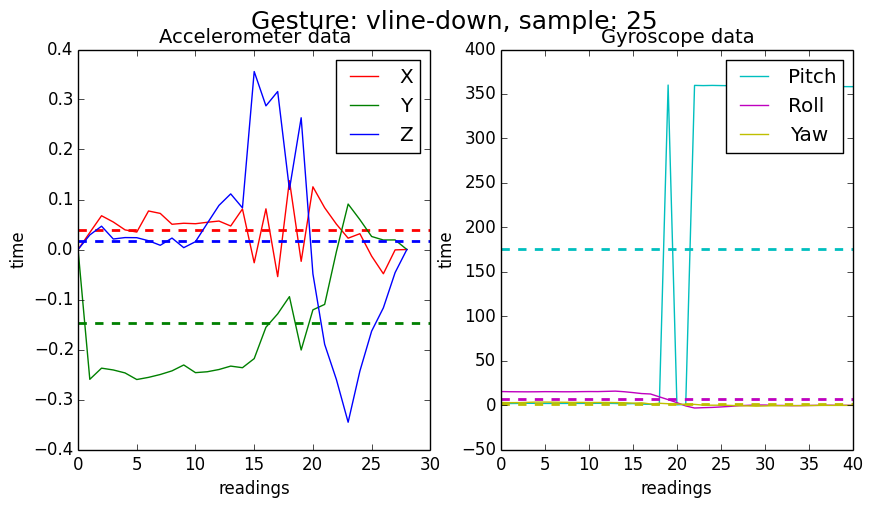 Gesture: vline-down, sample: 25
Accelerometer data
0.4
0.3
0.2
0.1
0.0
−0.1
−0.2
−0.3
−0.4
time
0
5
10
15
20
25
30
readings
X
Y
Z
Gyroscope data
400
350
300
250
200
150
100
50
0
−50
time
0
5
10
15
20
25
30
35
40
readings
Pitch
Roll
Yaw